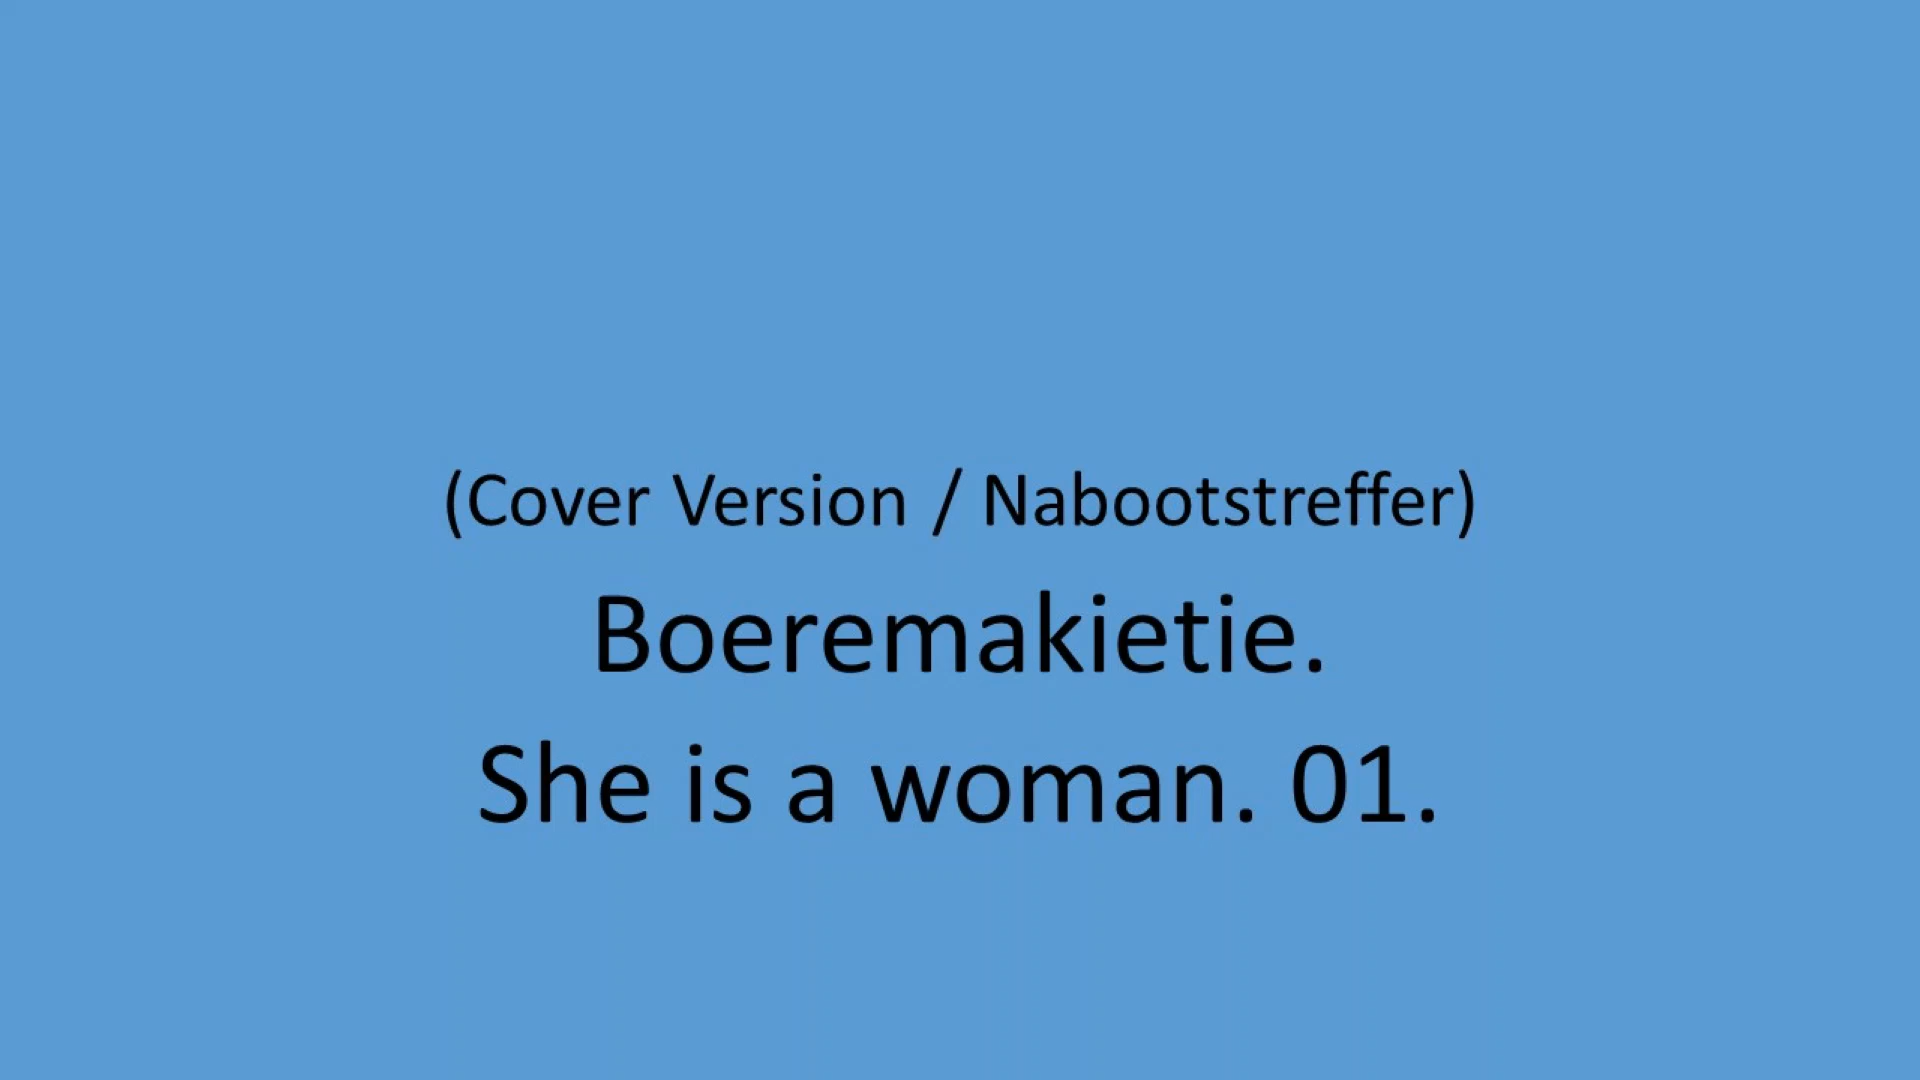 (Cover Version / Nabootstreffer)
Boeremakietie.
She is a woman. 01.